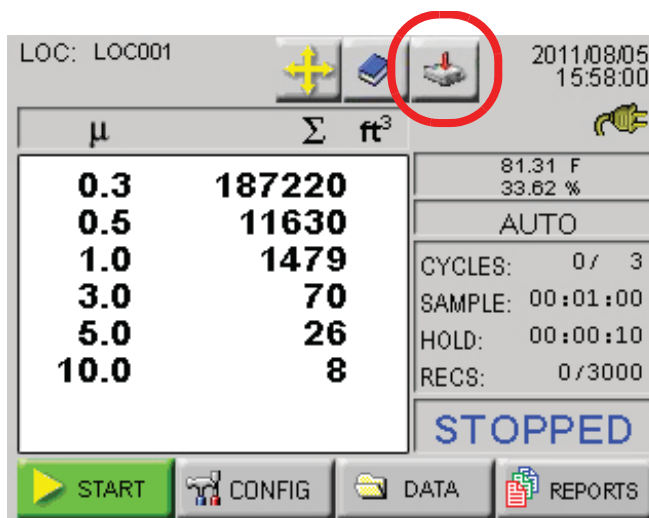 LOC: LOC001
2011/08/05
15:58:00
µ Σ ft³
0.3 187220
0.5 11630
1.0 1479
3.0 70
5.0 26
10.0 8
81.31 F
33.62 %
AUTO
CYCLES: 0/ 3
SAMPLE: 00:01:00
HOLD: 00:00:10
RECS: 0/3000
STOPPED
START CONFIG DATA REPORTS